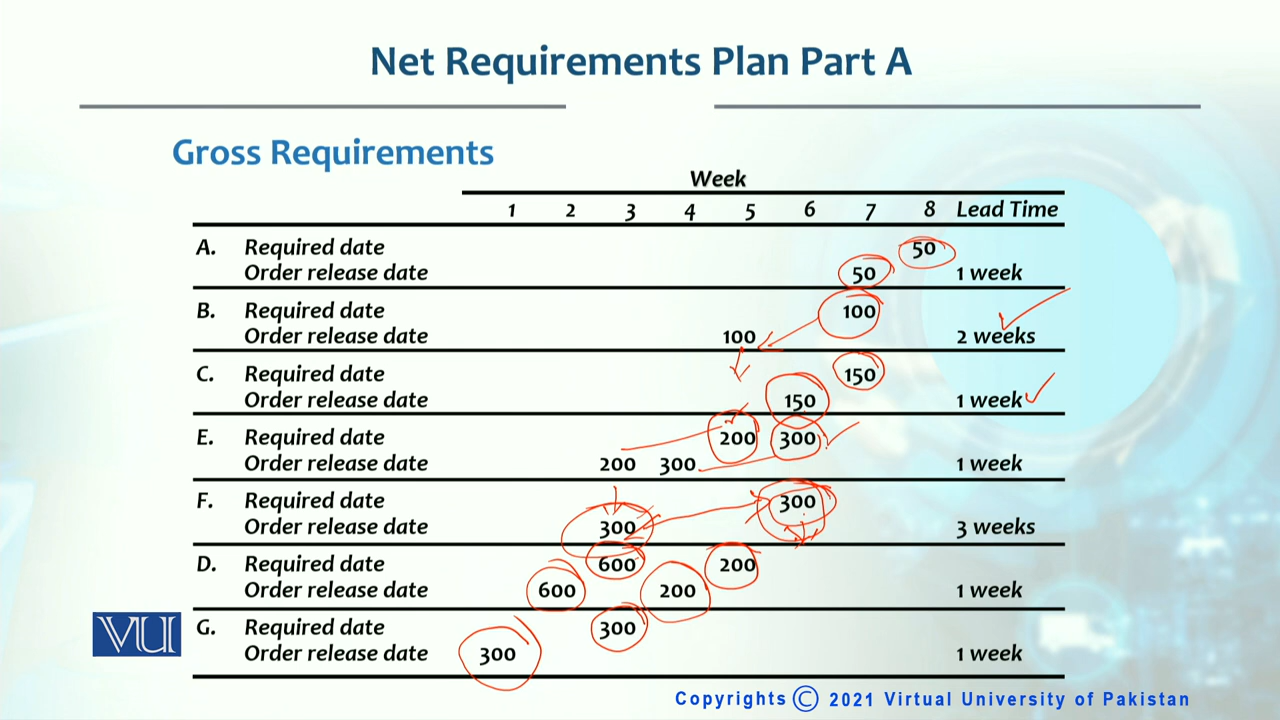 Net Requirements Plan Part A
Gross Requirements
Week
1 2 3 4 5 6 7 8 Lead Time
A. Required date 50
Order release date 50 1 week
B. Required date 100
Order release date 100 2 weeks
C. Required date 150
Order release date 150 1 week
E. Required date 200 300
Order release date 200 300 1 week
F. Required date 300
Order release date 300 3 weeks
D. Required date 600 200
Order release date 600 200 1 week
G. Required date 300
Order release date 300 1 week
VU
Copyrights © 2021 Virtual University of Pakistan